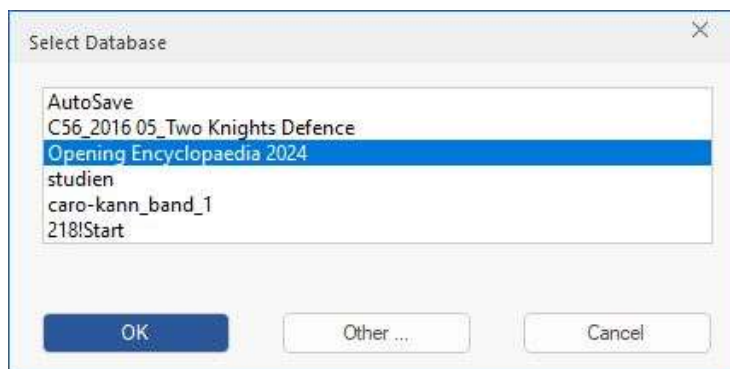 Select Database
AutoSave
C56_2016 05_Two Knights Defence
Opening Encyclopaedia 2024
studien
caro-kann_band_1
218!Start
OK
Other ...
Cancel